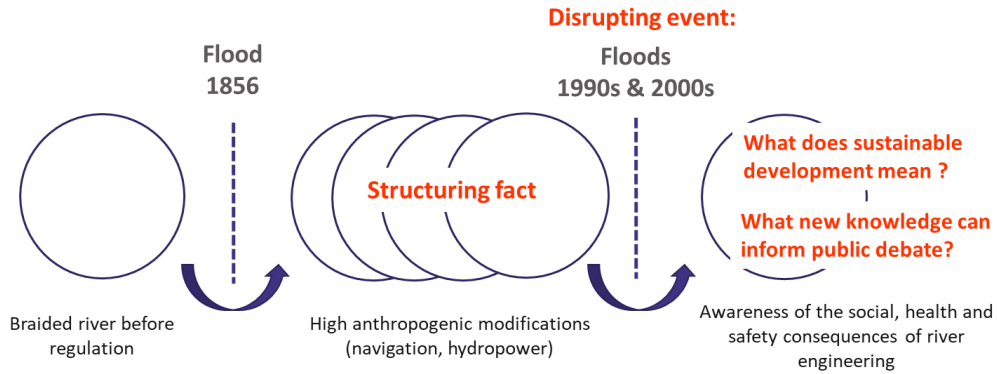 Disrupting event:
Flood
1856
Floods
1990s & 2000s
Structuring fact
What does sustainable
development mean ?
What new knowledge can
inform public debate?
Braided river before
regulation
High anthropogenic modifications
(navigation, hydropower)
Awareness of the social, health and
safety consequences of river
engineering